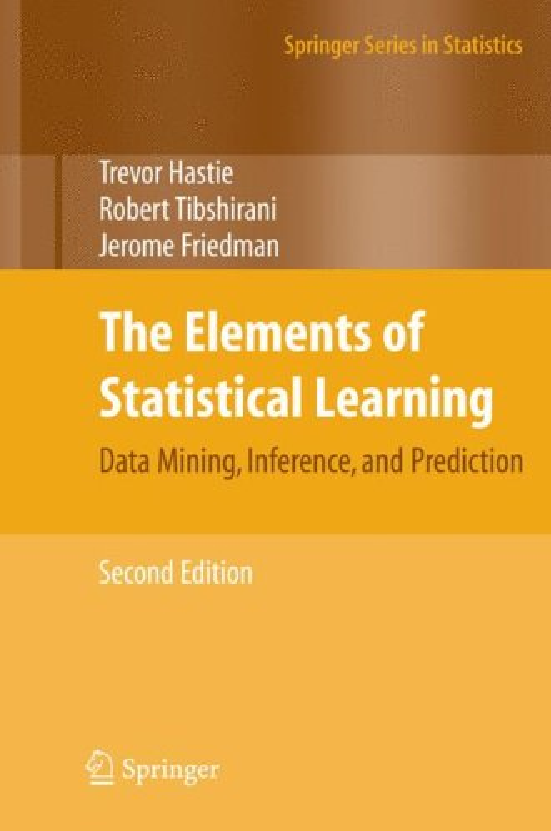 Springer Series in Statistics
Trevor Hastie
Robert Tibshirani
Jerome Friedman
The Elements of
Statistical Learning
Data Mining, Inference, and Prediction
Second Edition
Springer